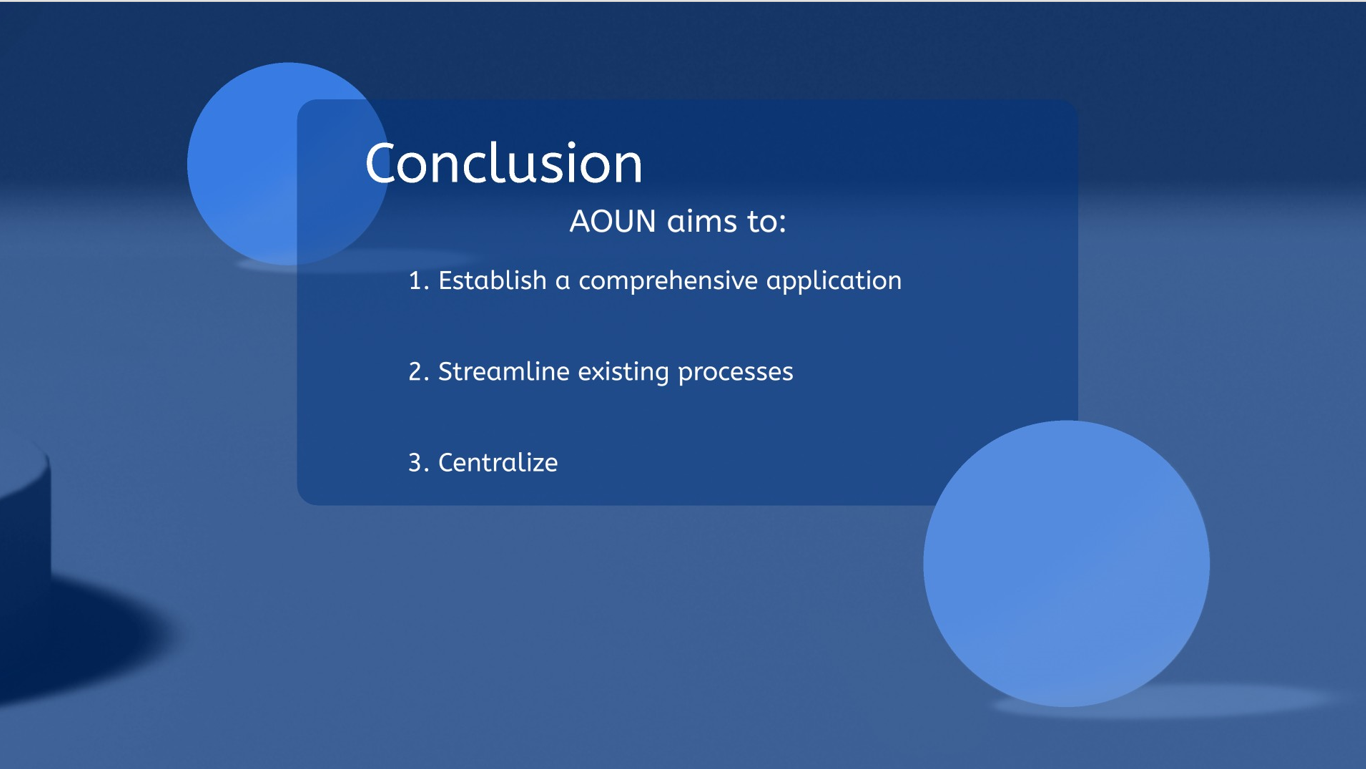 Conclusion
AOUN aims to:
1. Establish a comprehensive application
2. Streamline existing processes
3. Centralize